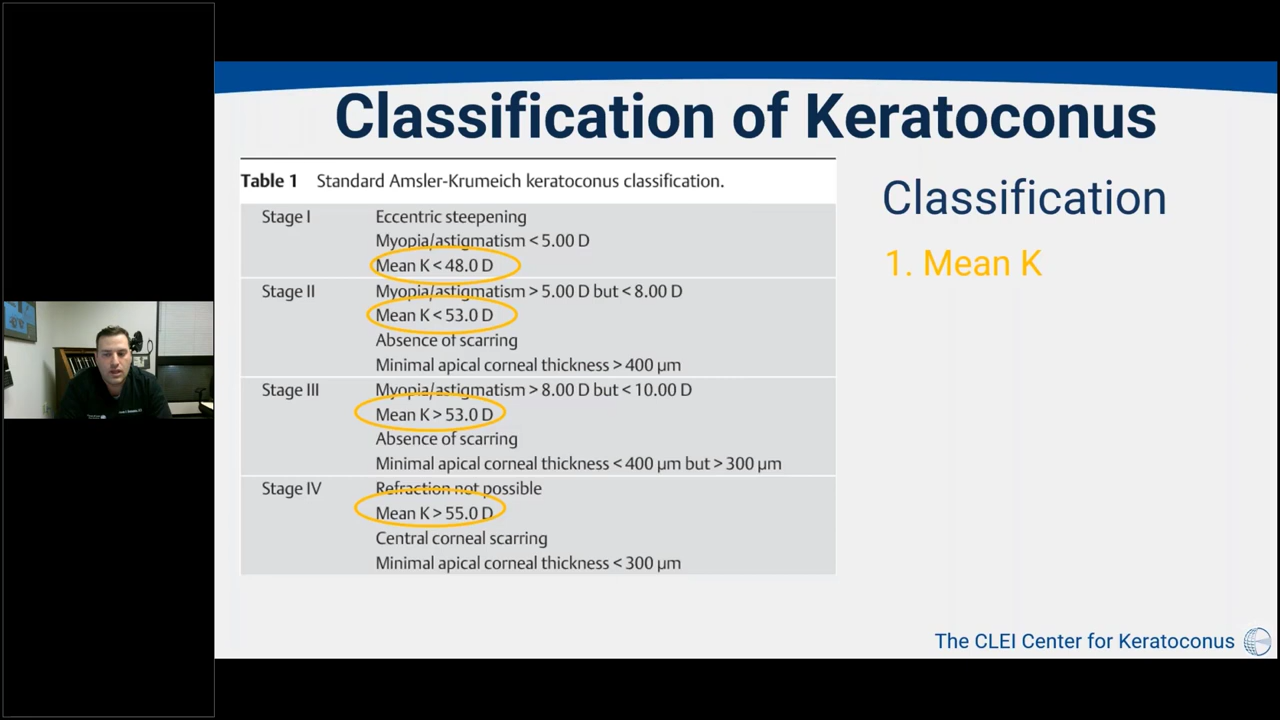 Classification of Keratoconus
Table 1 Standard Amsler-Krumeich keratoconus classification.
Stage I Eccentric steepening
Myopia/astigmatism < 5.00 D
Mean K < 48.0 D
Stage II Myopia/astigmatism > 5.00 D but < 8.00 D
Mean K < 53.0 D
Absence of scarring
Minimal apical corneal thickness > 400 µm
Stage III Myopia/astigmatism > 8.00 D but < 10.00 D
Mean K > 53.0 D
Absence of scarring
Minimal apical corneal thickness < 400 µm but > 300 µm
Stage IV Refraction not possible
Mean K > 55.0 D
Central corneal scarring
Minimal apical corneal thickness < 300 µm
Classification
1. Mean K
The CLEI Center for Keratoconus